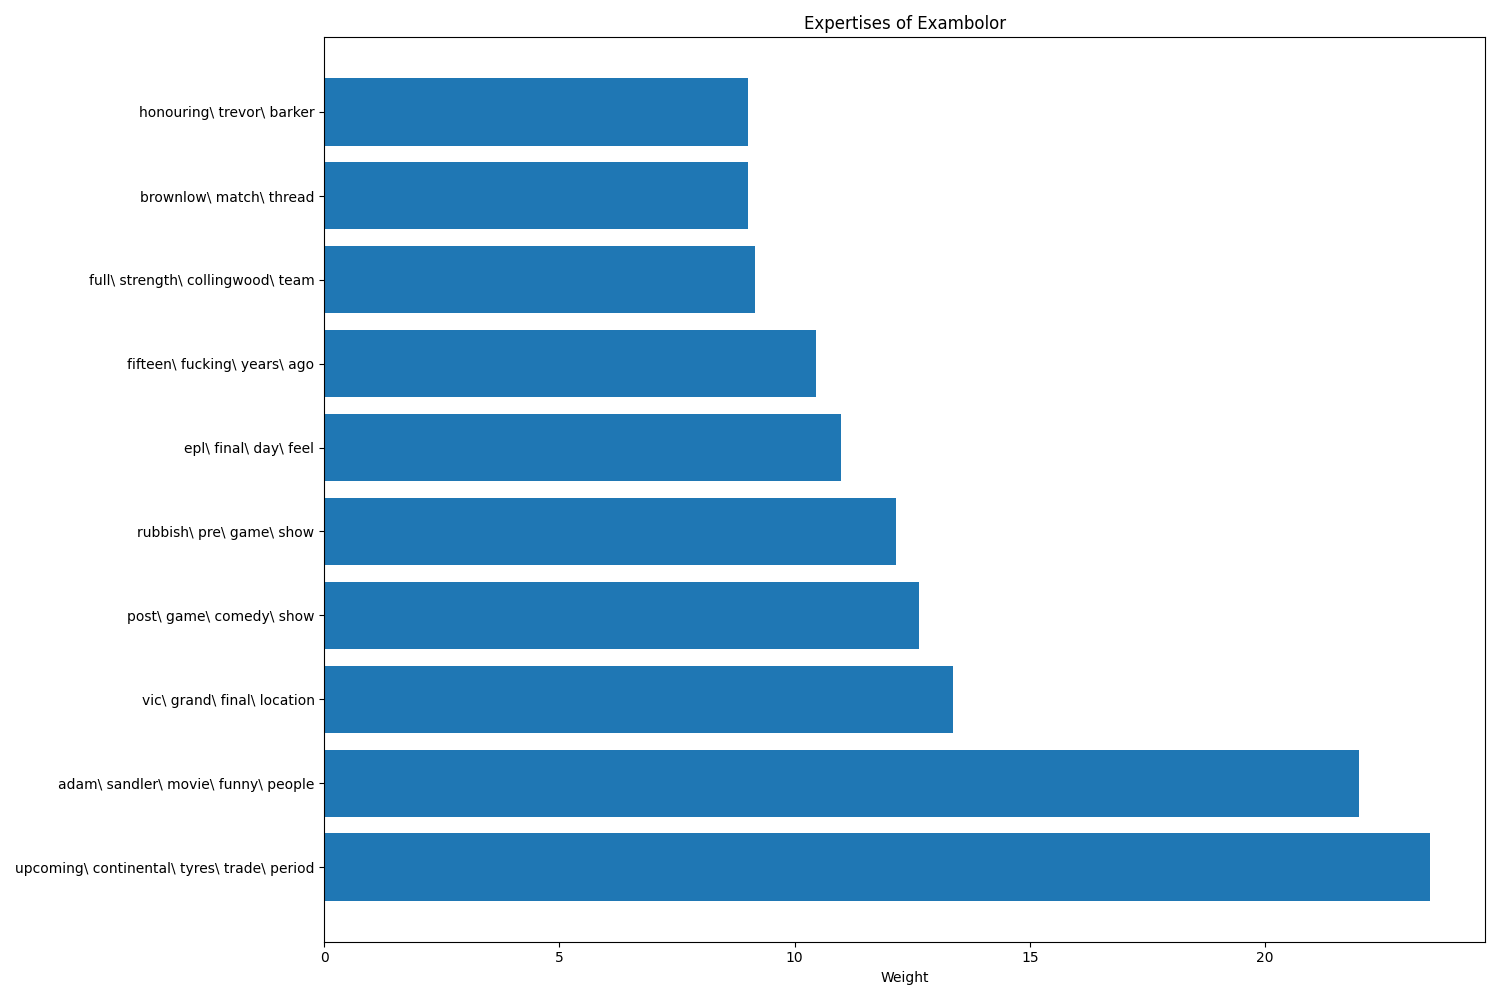 Expertises of Exambolor
honouring\ trevor\ barker
brownlow\ match\ thread
full\ strength\ collingwood\ team
fifteen\ fucking\ years\ ago
epl\ final\ day\ feel
rubbish\ pre\ game\ show
post\ game\ comedy\ show
vic\ grand\ final\ location
adam\ sandler\ movie\ funny\ people
upcoming\ continental\ tyres\ trade\ period
0 5 10 15 20
Weight